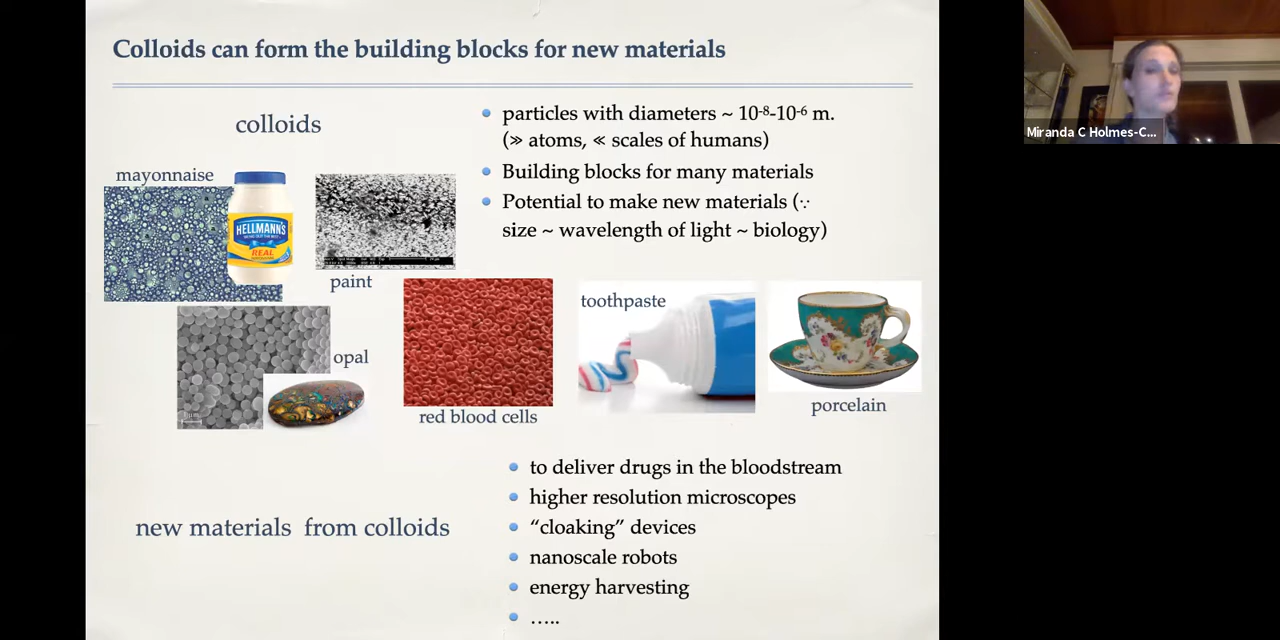 Colloids can form the building blocks for new materials
colloids
particles with diameters ~ 10-8-10-6 m.
(≫ atoms, ≪ scales of humans)
Building blocks for many materials
Potential to make new materials (∵
size ~ wavelength of light ~ biology)
mayonnaise
HELLMANN'S
REAL
paint
opal
red blood cells
toothpaste
porcelain
new materials from colloids
to deliver drugs in the bloodstream
higher resolution microscopes
“cloaking” devices
nanoscale robots
energy harvesting
…..
Miranda C Holmes-C...